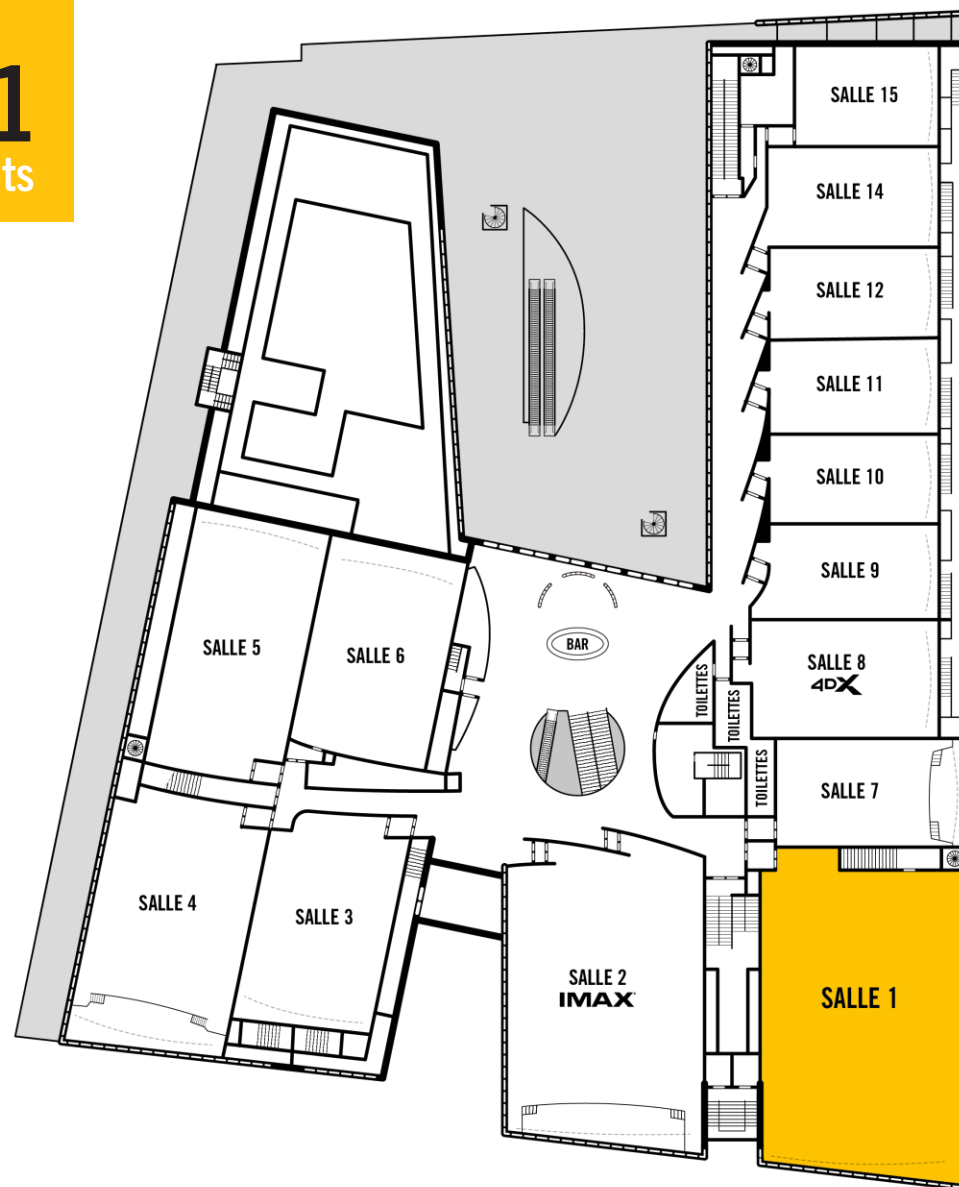 1
ts
SALLE 15
SALLE 14
SALLE 12
SALLE 11
SALLE 10
SALLE 9
SALLE 8
4DX
SALLE 7
SALLE 5
SALLE 6
BAR
TOILETTES
TOILETTES
TOILETTES
SALLE 4
SALLE 3
SALLE 2
IMAX
SALLE 1